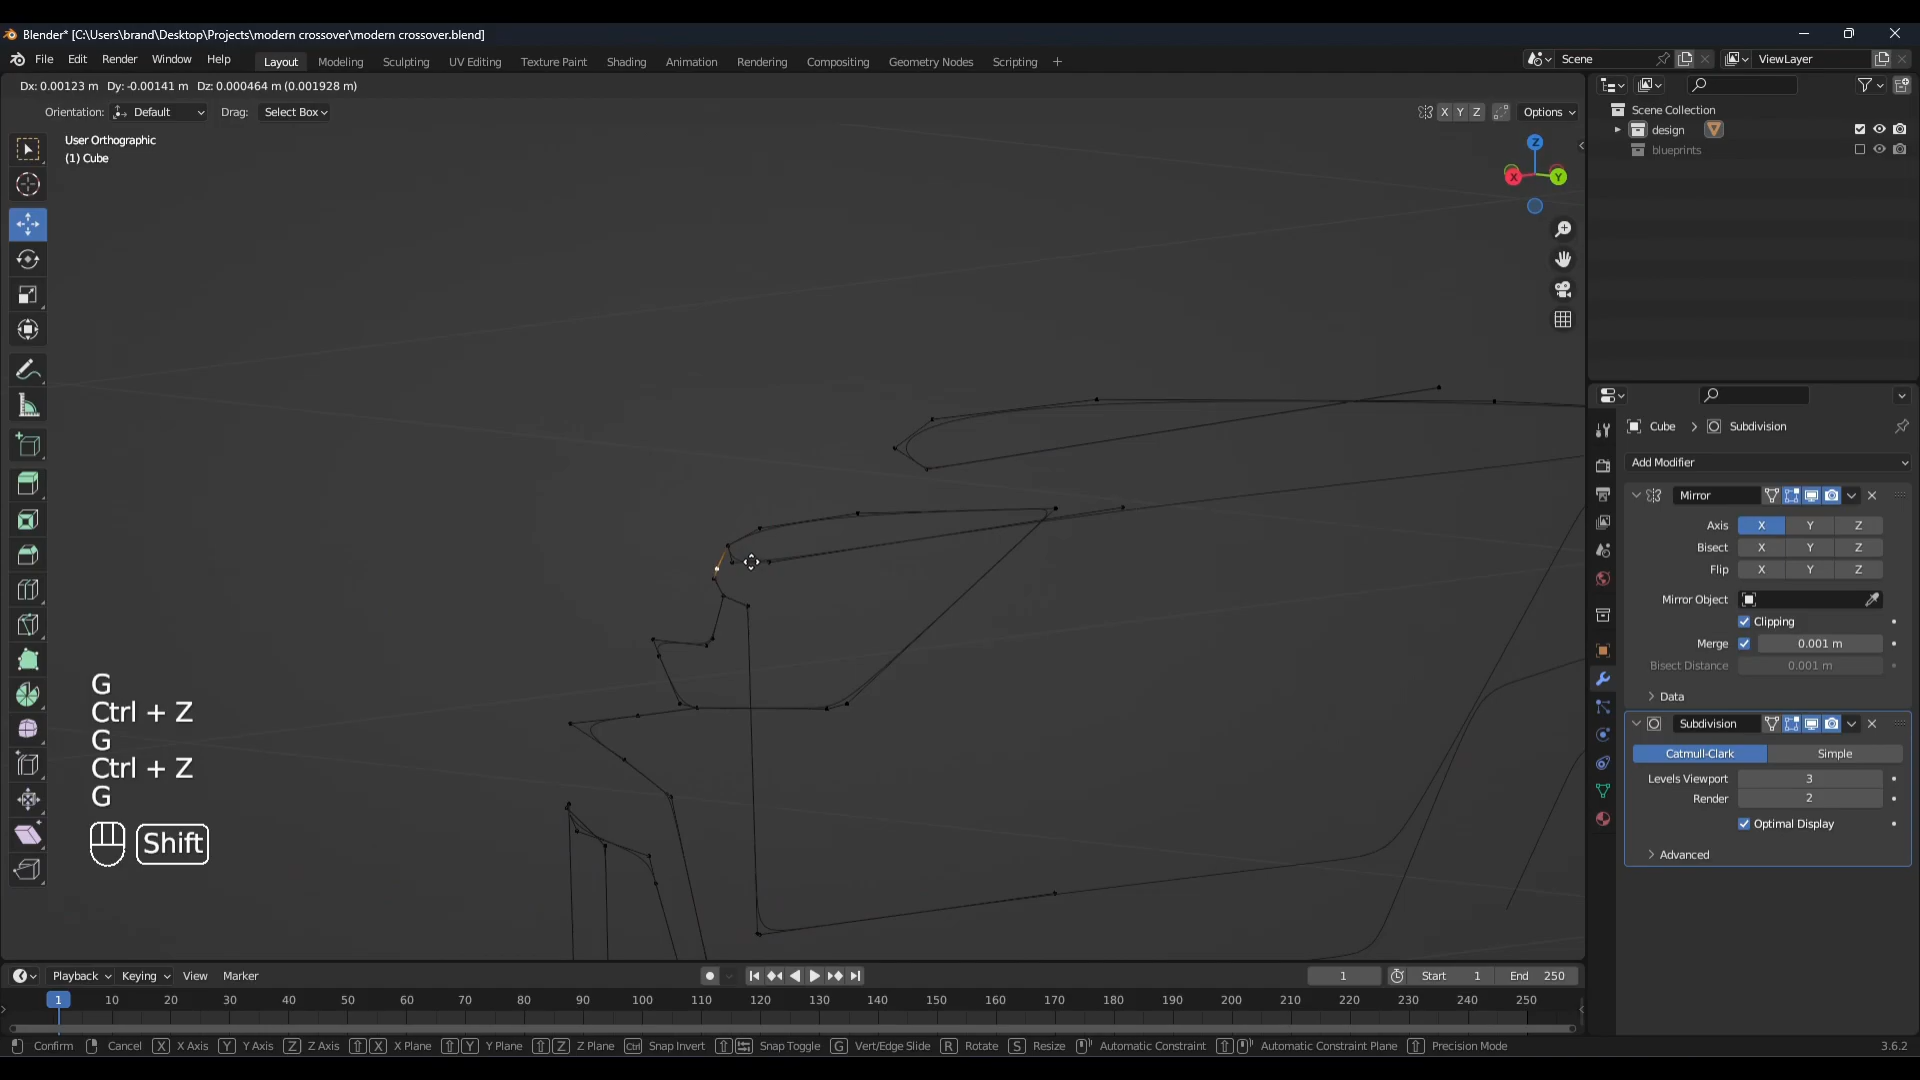 Blender* [C:\Users\brand\Desktop\Projects\modern crossover\modern crossover.blend]
File Edit Render Window Help Layout Modeling Sculpting UV Editing Texture Paint Shading Animation Rendering Compositing Geometry Nodes Scripting + Scene ViewLayer
Dx: 0.00123 m Dy: -0.00141 m Dz: 0.000464 m (0.001928 m)
Orientation: Default Drag: Select Box X Y Z Options
User Orthographic
(1) Cube
Z
X Y
G
Ctrl + Z
G
Ctrl + Z
G
Shift
Scene Collection
design
blueprints
Cube > Subdivision
Add Modifier
Mirror
Axis X Y Z
Bisect X Y Z
Flip X Y Z
Mirror Object
Clipping
Merge 0.001 m
Bisect Distance 0.001 m
Data
Subdivision
Catmull-Clark Simple
Levels Viewport 3
Render 2
Optimal Display
Advanced
Playback Keying View Marker 1 Start 1 End 250
1 10 20 30 40 50 60 70 80 90 100 110 120 130 140 150 160 170 180 190 200 210 220 230 240 250
Confirm Cancel X X Axis Y Y Axis Z Z Axis X X Plane Y Y Plane Z Z Plane Ctrl Snap Invert Snap Toggle G Vert/Edge Slide R Rotate S Resize Automatic Constraint Automatic Constraint Plane Precision Mode 3.6.2